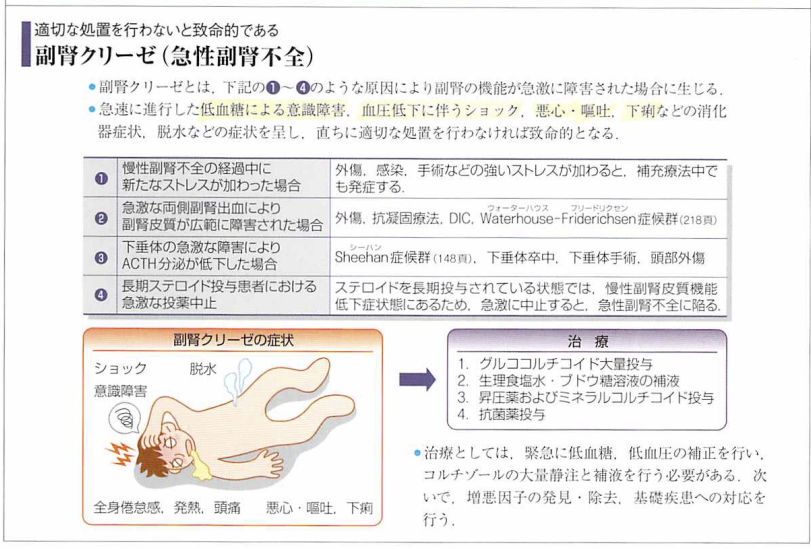 適切な処置を行わないと致命的である
副腎クリーゼ(急性副腎不全)
●副腎クリーゼとは,下記の❶〜❹のような原因により副腎の機能が急激に障害された場合に生じる.
●急速に進行した低血糖による意識障害,血圧低下に伴うショック,悪心・嘔吐,下痢などの消化
器症状,脱水などの症状を呈し,直ちに適切な処置を行わなければ致命的となる.
❶
慢性副腎不全の経過中に
新たなストレスが加わった場合
外傷,感染,手術などの強いストレスが加わると,補充療法中で
も発症する.
❷
急激な両側副腎出血により
副腎皮質が広範に障害された場合
ウォーターハウス フリードリクセン
外傷,抗凝固療法,DIC,Waterhouse-Friderichsen症候群(218頁)
❸
下垂体の急激な障害により
ACTH分泌が低下した場合
シーハン
Sheehan症候群(148頁),下垂体卒中,下垂体手術,頭部外傷
❹
長期ステロイド投与患者における
急激な投薬中止
ステロイドを長期投与されている状態では,慢性副腎皮質機能
低下症状態にあるため,急激に中止すると,急性副腎不全に陥る.
副腎クリーゼの症状
ショック
脱水
意識障害
全身倦怠感,発熱,頭痛
悪心・嘔吐,下痢
治 療
1. グルココルチコイド大量投与
2. 生理食塩水・ブドウ糖溶液の補液
3. 昇圧薬およびミネラルコルチコイド投与
4. 抗菌薬投与
●治療としては,緊急に低血糖,低血圧の補正を行い,
コルチゾールの大量静注と補液を行う必要がある.次
いで,増悪因子の発見・除去,基礎疾患への対応を
行う.